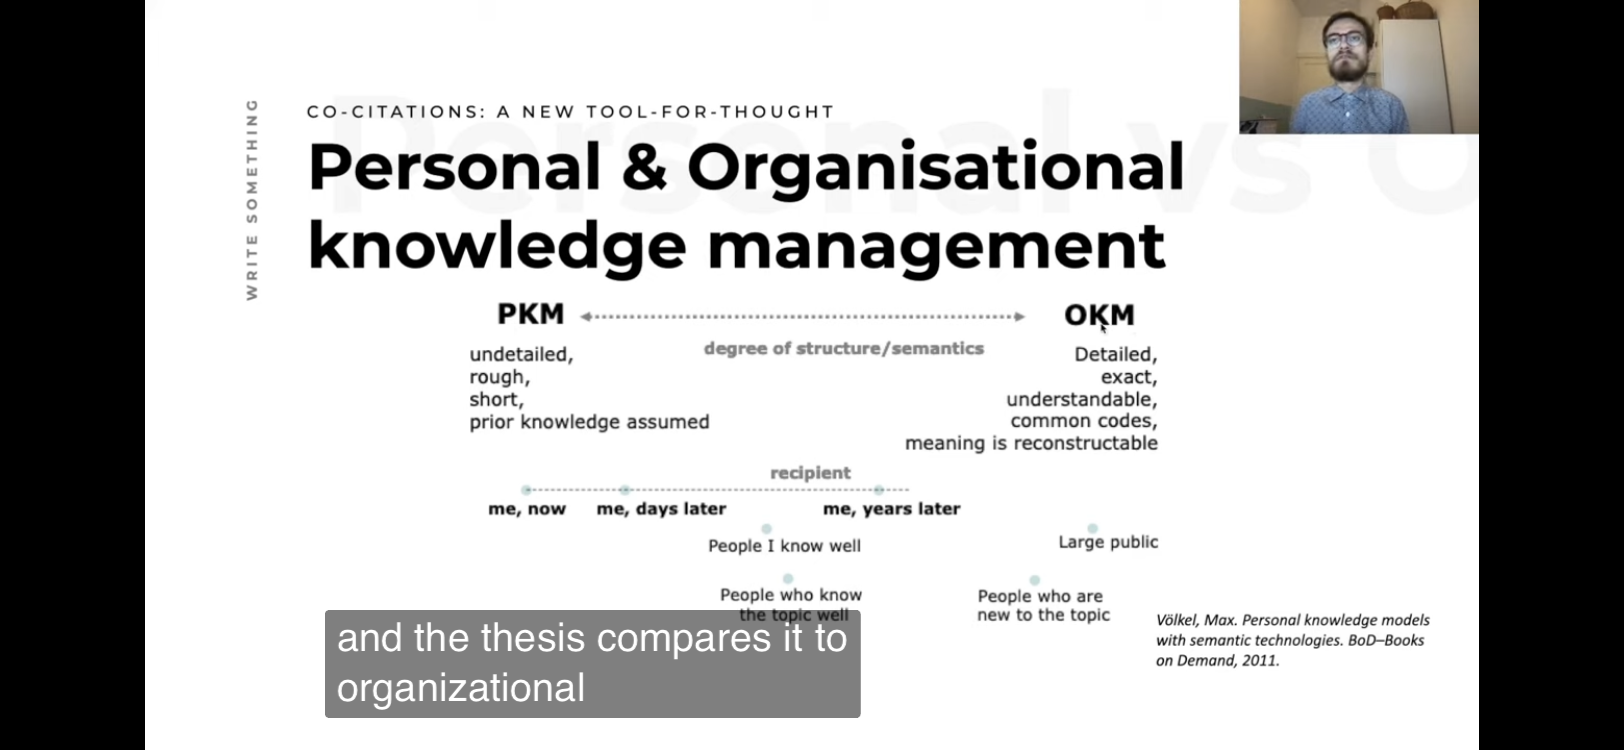 CO-CITATIONS: A NEW TOOL-FOR-THOUGHT
WRITE SOMETHING
Personal & Organisational
knowledge management
PKM
OKM
degree of structure/semantics
undetailed,
rough,
short,
prior knowledge assumed
Detailed,
exact,
understandable,
common codes,
meaning is reconstructable
recipient
me, now
me, days later
me, years later
People I know well
Large public
People who know
the topic well
People who are
new to the topic
Völkel, Max. Personal knowledge models
with semantic technologies. BoD–Books
on Demand, 2011.
and the thesis compares it to
organizational
Personal vs O